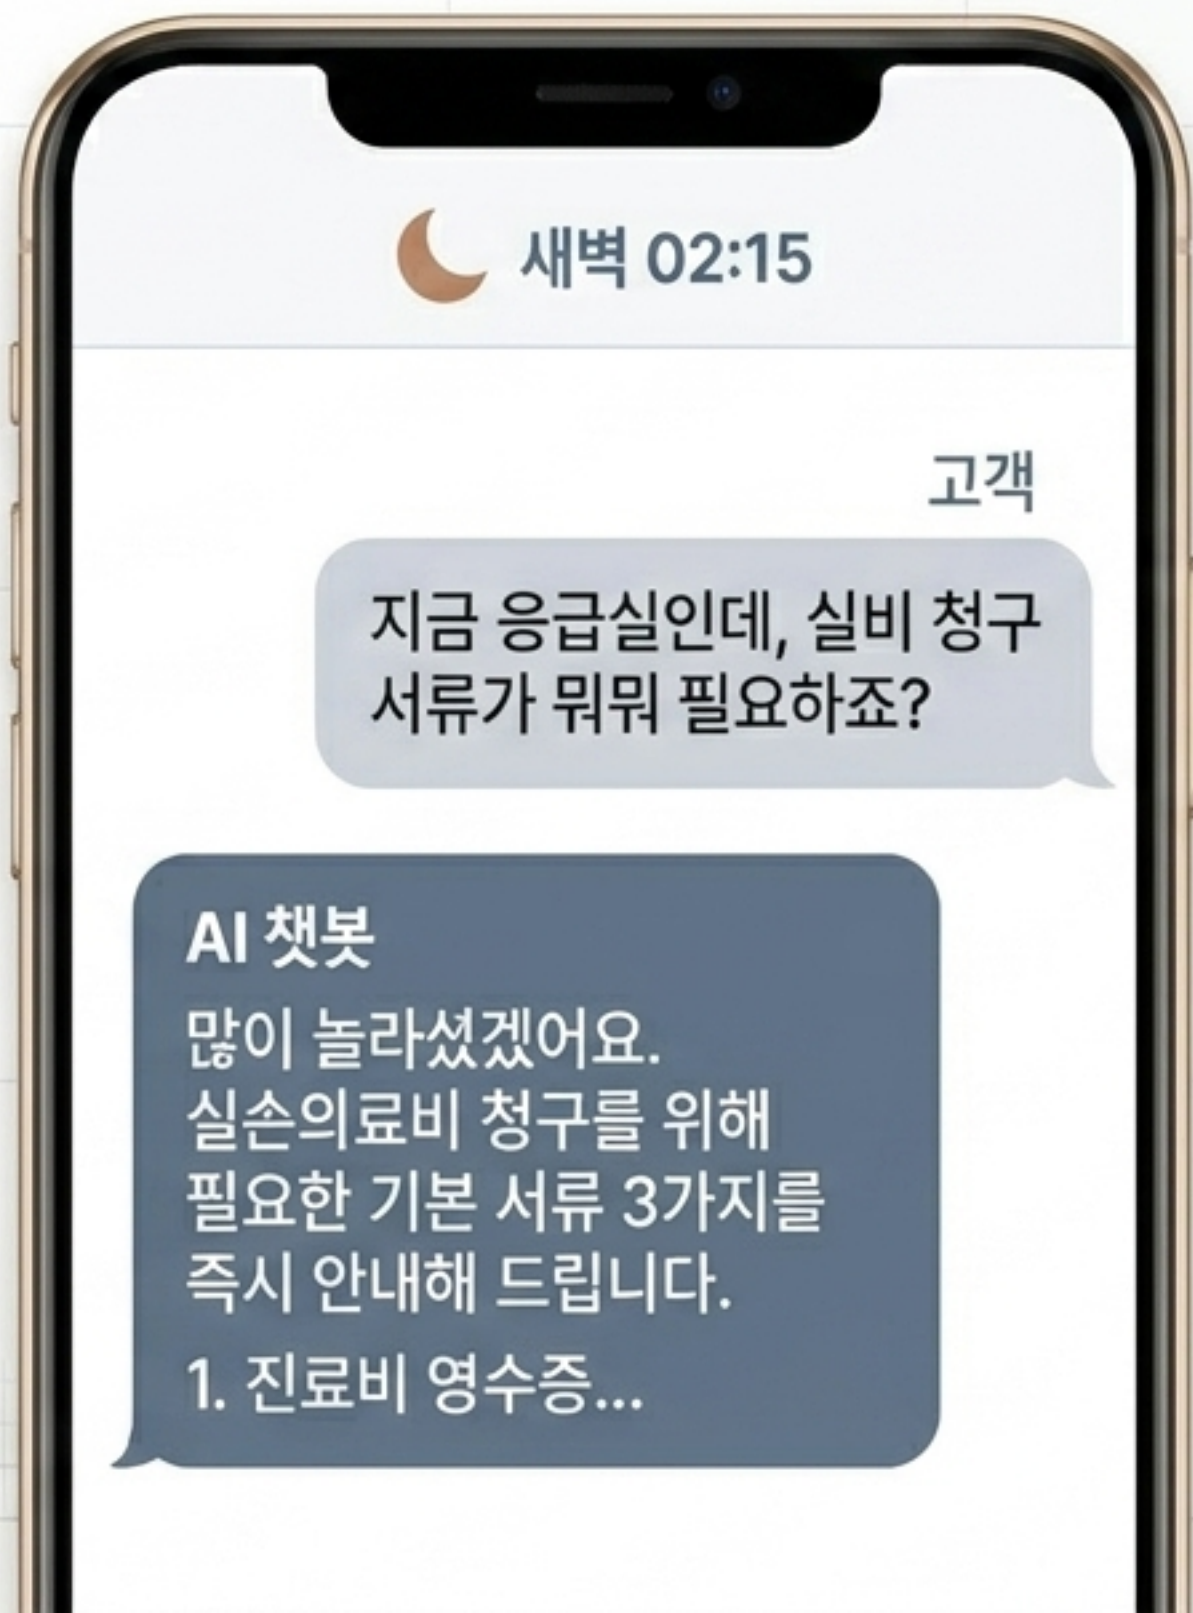 새벽 02:15
고객
지금 응급실인데, 실비 청구
서류가 뭐뭐 필요하죠?
AI 챗봇
많이 놀라셨겠어요.
실손의료비 청구를 위해
필요한 기본 서류 3가지를
즉시 안내해 드립니다.
1. 진료비 영수증...